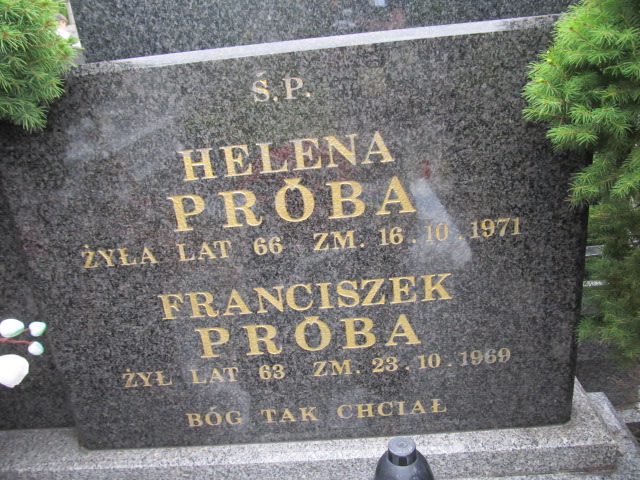 Ś.P.
HELENA
PRÓBA
ŻYŁA LAT 66 ZM. 16.10.1971
FRANCISZEK
PRÓBA
ŻYŁ LAT 63 ZM. 23.10.1969
BÓG TAK CHCIAŁ